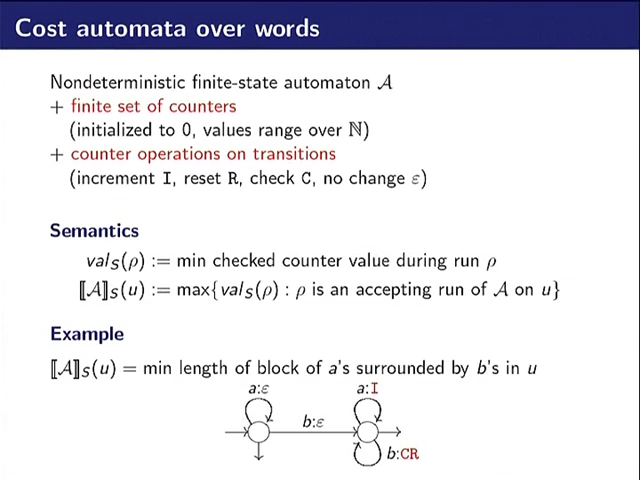 Cost automata over words
Nondeterministic finite-state automaton 𝒜
+ finite set of counters
(initialized to 0, values range over ℕ)
+ counter operations on transitions
(increment I, reset R, check C, no change ε)
Semantics
val_S(ρ) := min checked counter value during run ρ
⟦𝒜⟧_S(u) := max{val_S(ρ) : ρ is an accepting run of 𝒜 on u}
Example
⟦𝒜⟧_S(u) = min length of block of a's surrounded by b's in u
a:ε
a:I
b:ε
b:CR